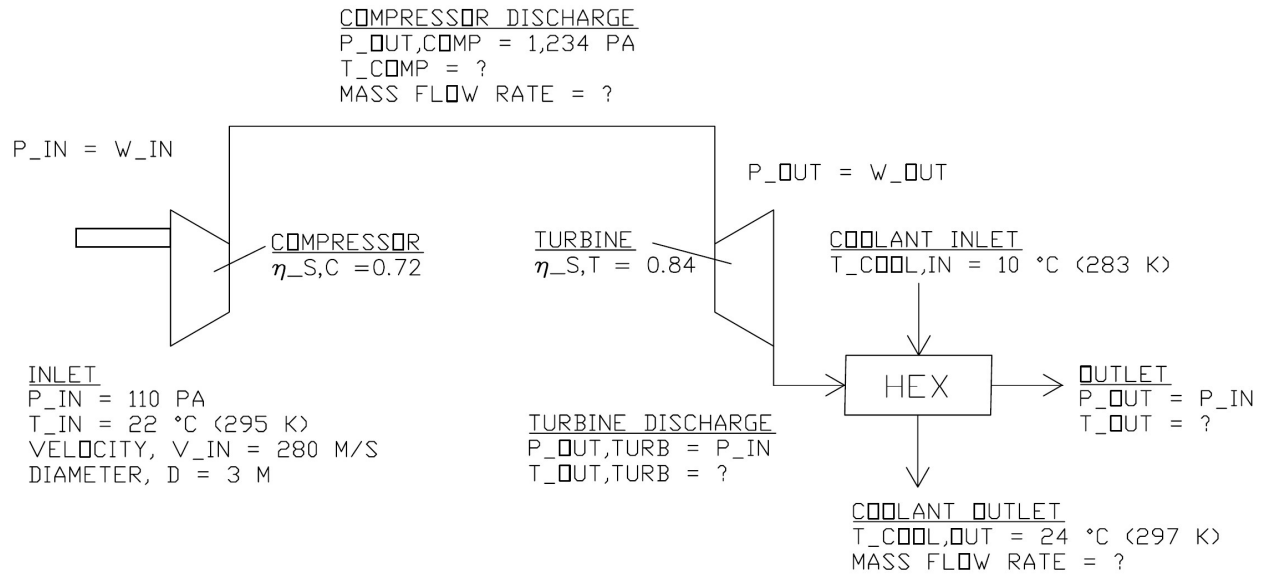 COMPRESSOR DISCHARGE
P_OUT,COMP = 1,234 PA
T_COMP = ?
MASS FLOW RATE = ?
P_IN = W_IN
P_OUT = W_OUT
COMPRESSOR
η_S,C =0.72
TURBINE
η_S,T = 0.84
COOLANT INLET
T_COOL,IN = 10 °C (283 K)
INLET
P_IN = 110 PA
T_IN = 22 °C (295 K)
VELOCITY, V_IN = 280 M/S
DIAMETER, D = 3 M
HEX
OUTLET
P_OUT = P_IN
T_OUT = ?
TURBINE DISCHARGE
P_OUT,TURB = P_IN
T_OUT,TURB = ?
COOLANT OUTLET
T_COOL,OUT = 24 °C (297 K)
MASS FLOW RATE = ?